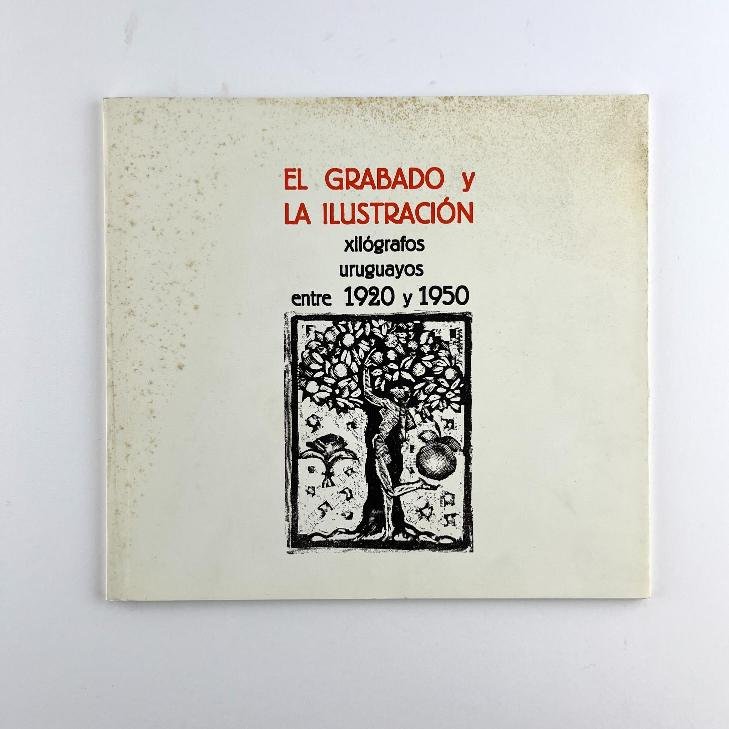 EL GRABADO y
LA ILUSTRACIÓN
xilógrafos
uruguayos
entre 1920 y 1950